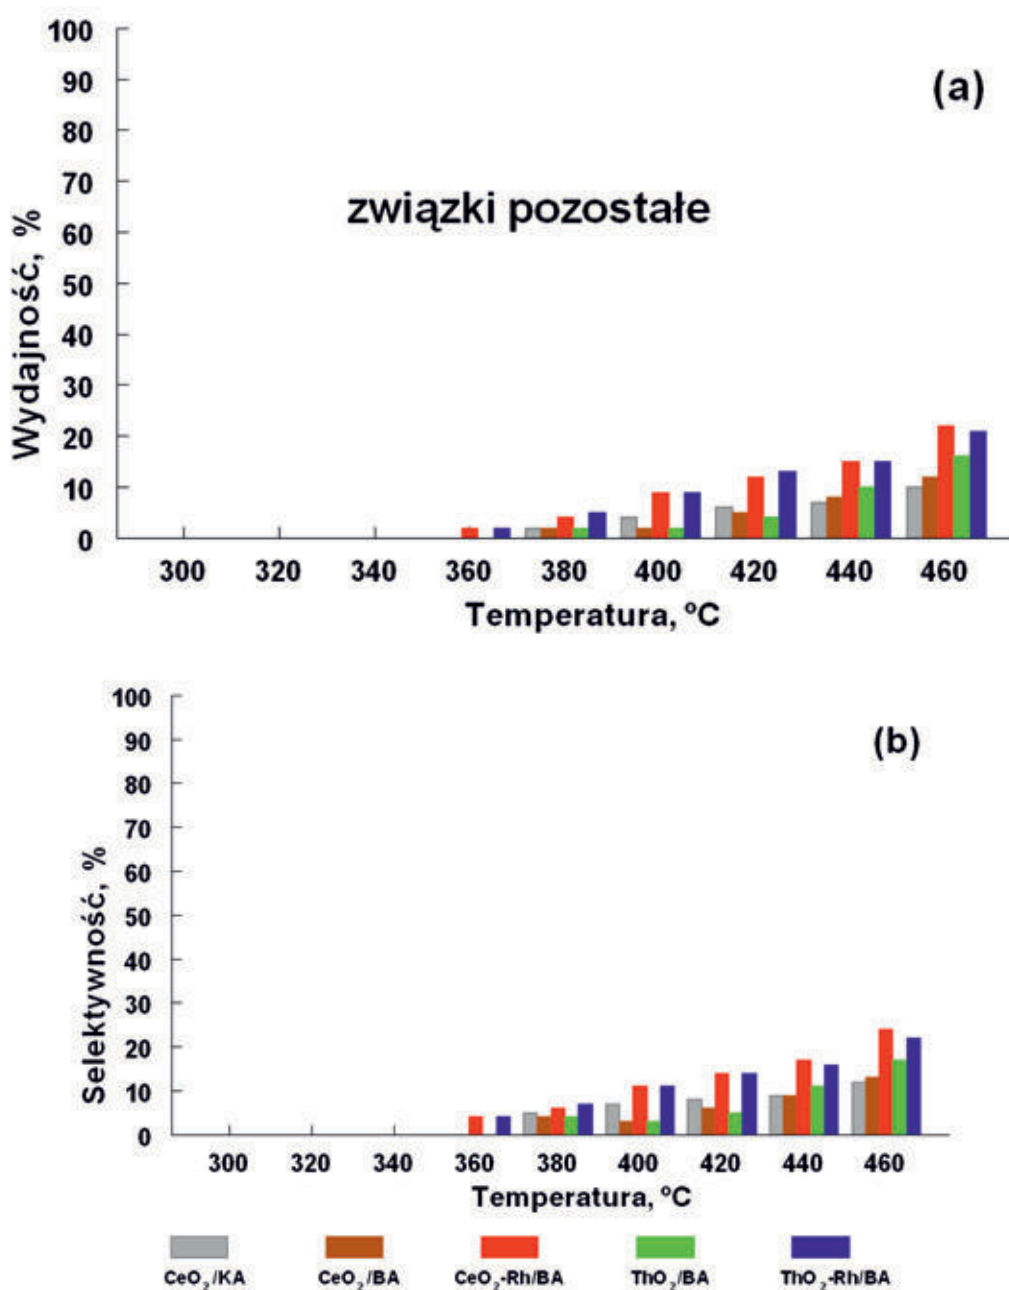 100
90
(a)
80
70
związki pozostałe
60
50
40
30
20
10
0
Wydajność, %
300 320 340 360 380 400 420 440 460
Temperatura, ºC
100
90
(b)
80
70
60
50
40
30
20
10
0
Selektywność, %
300 320 340 360 380 400 420 440 460
Temperatura, ºC
CeO₂/KA CeO₂/BA CeO₂-Rh/BA ThO₂/BA ThO₂-Rh/BA